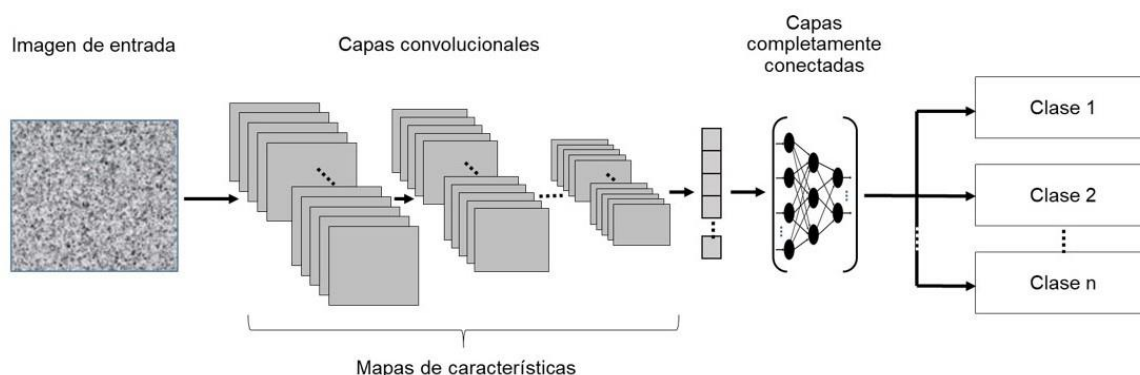 Imagen de entrada
Capas convolucionales
Capas
completamente
conectadas
Clase 1
Clase 2
Clase n
Mapas de características